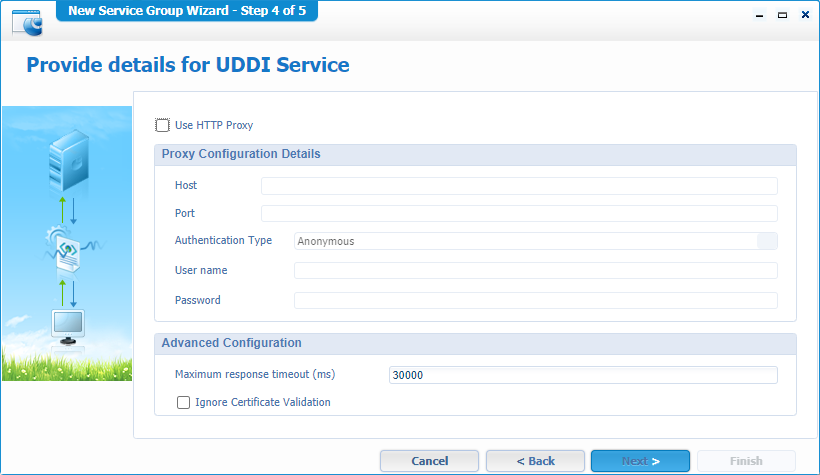 New Service Group Wizard - Step 4 of 5
Provide details for UDDI Service
Use HTTP Proxy
Proxy Configuration Details
Host
Port
Authentication Type Anonymous
User name
Password
Advanced Configuration
Maximum response timeout (ms) 30000
Ignore Certificate Validation
Cancel < Back Next > Finish